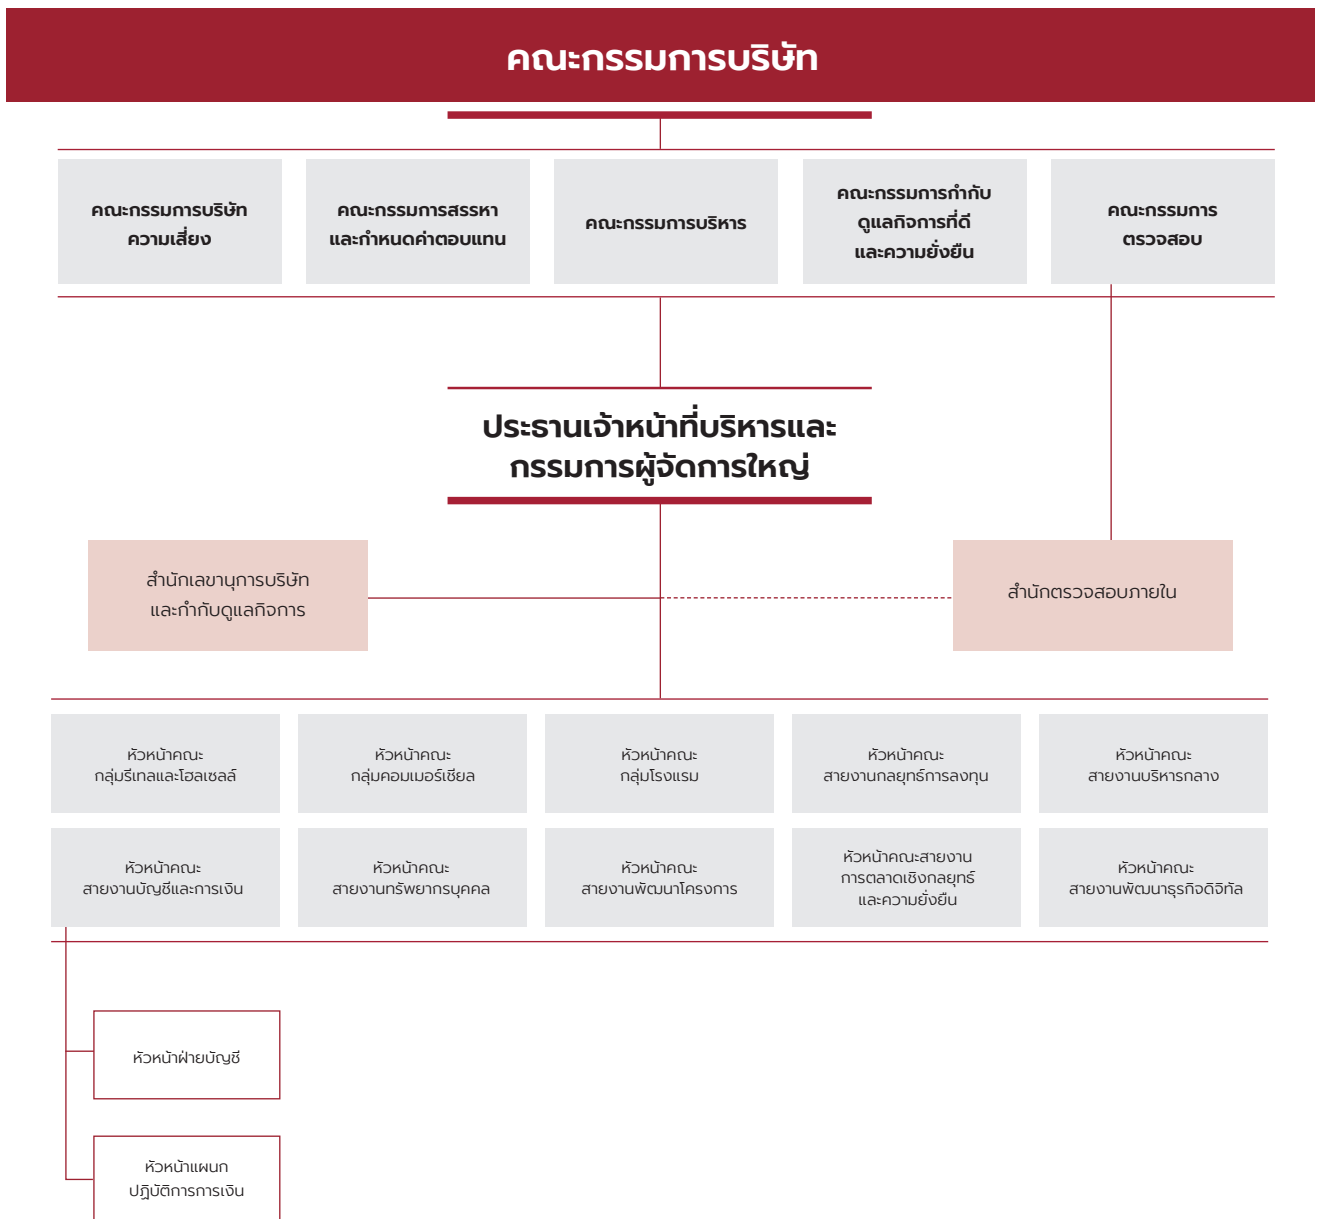 คณะกรรมการบริษัท
คณะกรรมการบริษัท
ความเสี่ยง
คณะกรรมการสรรหา
และกำหนดค่าตอบแทน
คณะกรรมการบริหาร
คณะกรรมการกำกับ
ดูแลกิจการที่ดี
และความยั่งยืน
คณะกรรมการ
ตรวจสอบ
ประธานเจ้าหน้าที่บริหารและ
กรรมการผู้จัดการใหญ่
สำนักเลขานุการบริษัท
และกำกับดูแลกิจการ
สำนักตรวจสอบภายใน
หัวหน้าคณะ
กลุ่มรีเทลและโฮลเซลล์
หัวหน้าคณะ
กลุ่มคอมเมอร์เชียล
หัวหน้าคณะ
กลุ่มโรงแรม
หัวหน้าคณะ
สายงานกลยุทธ์การลงทุน
หัวหน้าคณะ
สายงานบริหารกลาง
หัวหน้าคณะ
สายงานบัญชีและการเงิน
หัวหน้าคณะ
สายงานทรัพยากรบุคคล
หัวหน้าคณะ
สายงานพัฒนาโครงการ
หัวหน้าคณะสายงาน
การตลาดเชิงกลยุทธ์
และความยั่งยืน
หัวหน้าคณะ
สายงานพัฒนาธุรกิจดิจิทัล
หัวหน้าฝ่ายบัญชี
หัวหน้าแผนก
ปฏิบัติการการเงิน